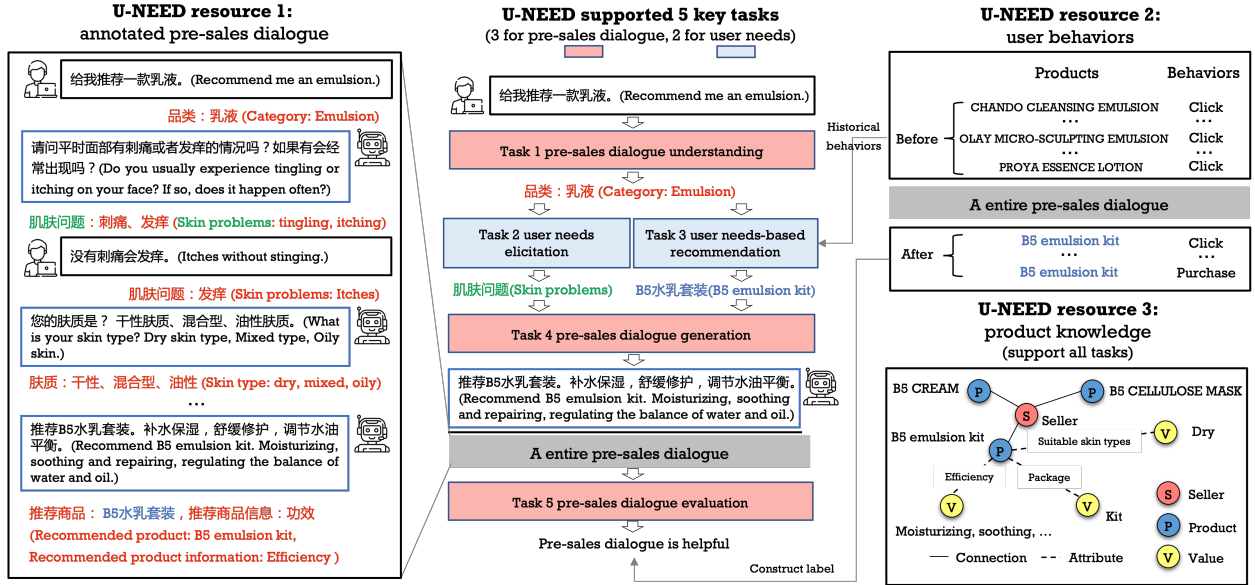 U-NEED resource 1:
annotated pre-sales dialogue
给我推荐一款乳液。(Recommend me an emulsion.)
品类：乳液 (Category: Emulsion)
请问平时面部有刺痛或者发痒的情况吗？如果有会经
常出现吗？(Do you usually experience tingling or
itching on your face? If so, does it happen often?)
肌肤问题：刺痛、发痒 (Skin problems: tingling, itching)
没有刺痛会发痒。(Itches without stinging.)
肌肤问题：发痒 (Skin problems: Itches)
您的肤质是？ 干性肤质、混合型、油性肤质。(What
is your skin type? Dry skin type, Mixed type, Oily
skin.)
肤质：干性、混合型、油性 (Skin type: dry, mixed, oily)
...
推荐B5水乳套装。补水保湿，舒缓修护，调节水油
平衡。(Recommend B5 emulsion kit. Moisturizing,
soothing and repairing, regulating the balance of
water and oil.)
推荐商品： B5水乳套装，推荐商品信息：功效
(Recommended product: B5 emulsion kit,
Recommended product information: Efficiency )
U-NEED supported 5 key tasks
(3 for pre-sales dialogue, 2 for user needs)
给我推荐一款乳液。(Recommend me an emulsion.)
Task 1 pre-sales dialogue understanding
品类：乳液 (Category: Emulsion)
Task 2 user needs
elicitation
Task 3 user needs-based
recommendation
肌肤问题(Skin problems)
B5水乳套装(B5 emulsion kit)
Task 4 pre-sales dialogue generation
推荐B5水乳套装。补水保湿，舒缓修护，调节水油平衡。
(Recommend B5 emulsion kit. Moisturizing, soothing
and repairing, regulating the balance of water and oil.)
A entire pre-sales dialogue
Task 5 pre-sales dialogue evaluation
Pre-sales dialogue is helpful
Historical
behaviors
Construct label
U-NEED resource 2:
user behaviors
Products Behaviors
Before
CHANDO CLEANSING EMULSION Click
... ...
OLAY MICRO-SCULPTING EMULSION Click
... ...
PROYA ESSENCE LOTION Click
A entire pre-sales dialogue
After
B5 emulsion kit Click
... ...
B5 emulsion kit Purchase
U-NEED resource 3:
product knowledge
(support all tasks)
B5 CREAM P P B5 CELLULOSE MASK
S Seller
B5 emulsion kit P Suitable skin types V Dry
Efficiency Package
V V
Moisturizing, soothing, ... Kit
S Seller
P Product
V Value
Connection Attribute